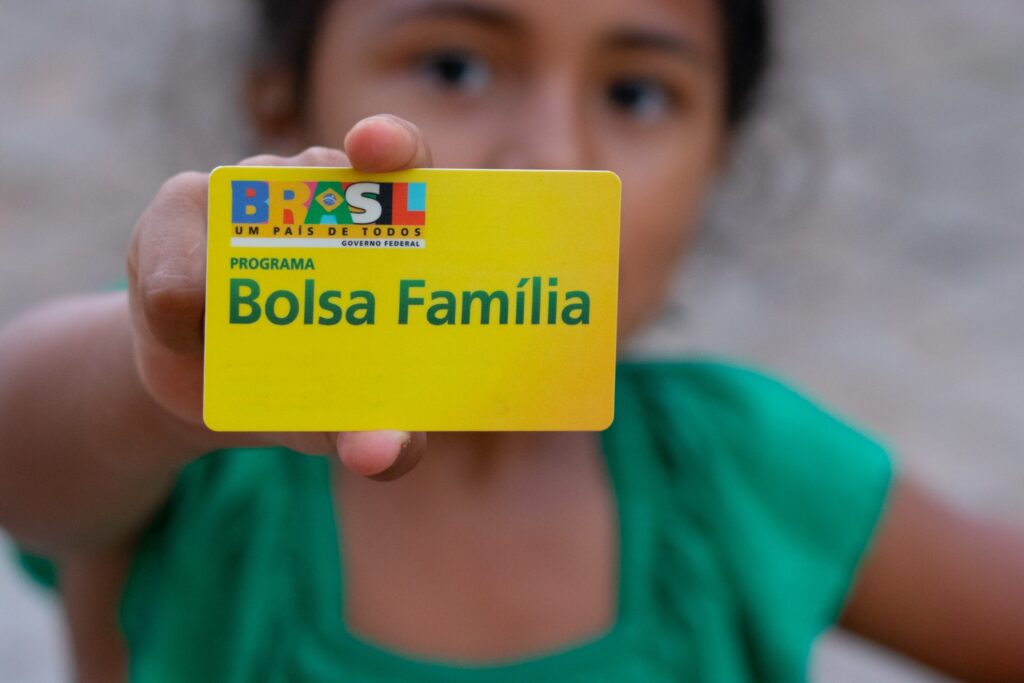 BRASIL
UM PAÍS DE TODOS
GOVERNO FEDERAL
PROGRAMA
Bolsa Família